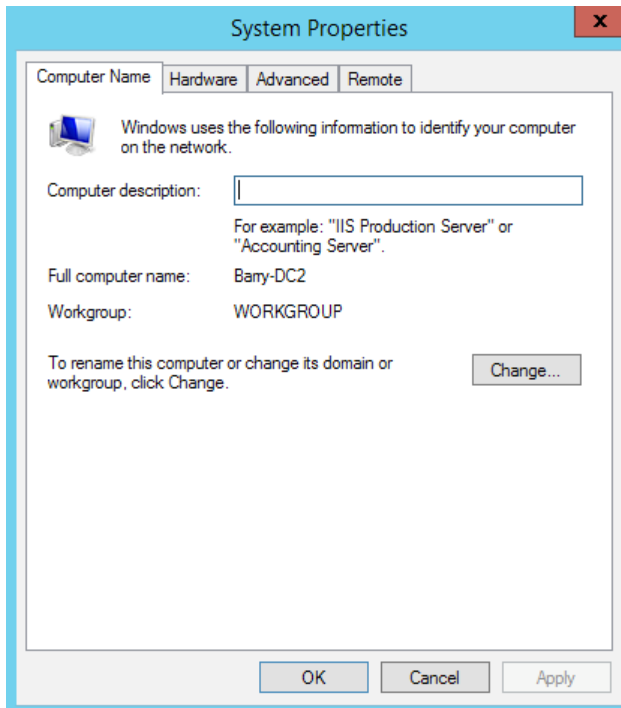 System Properties
x
Computer Name Hardware Advanced Remote
Windows uses the following information to identify your computer
on the network.
Computer description:
For example: "IIS Production Server" or
"Accounting Server".
Full computer name: Barry-DC2
Workgroup: WORKGROUP
To rename this computer or change its domain or
workgroup, click Change.
Change...
OK Cancel Apply